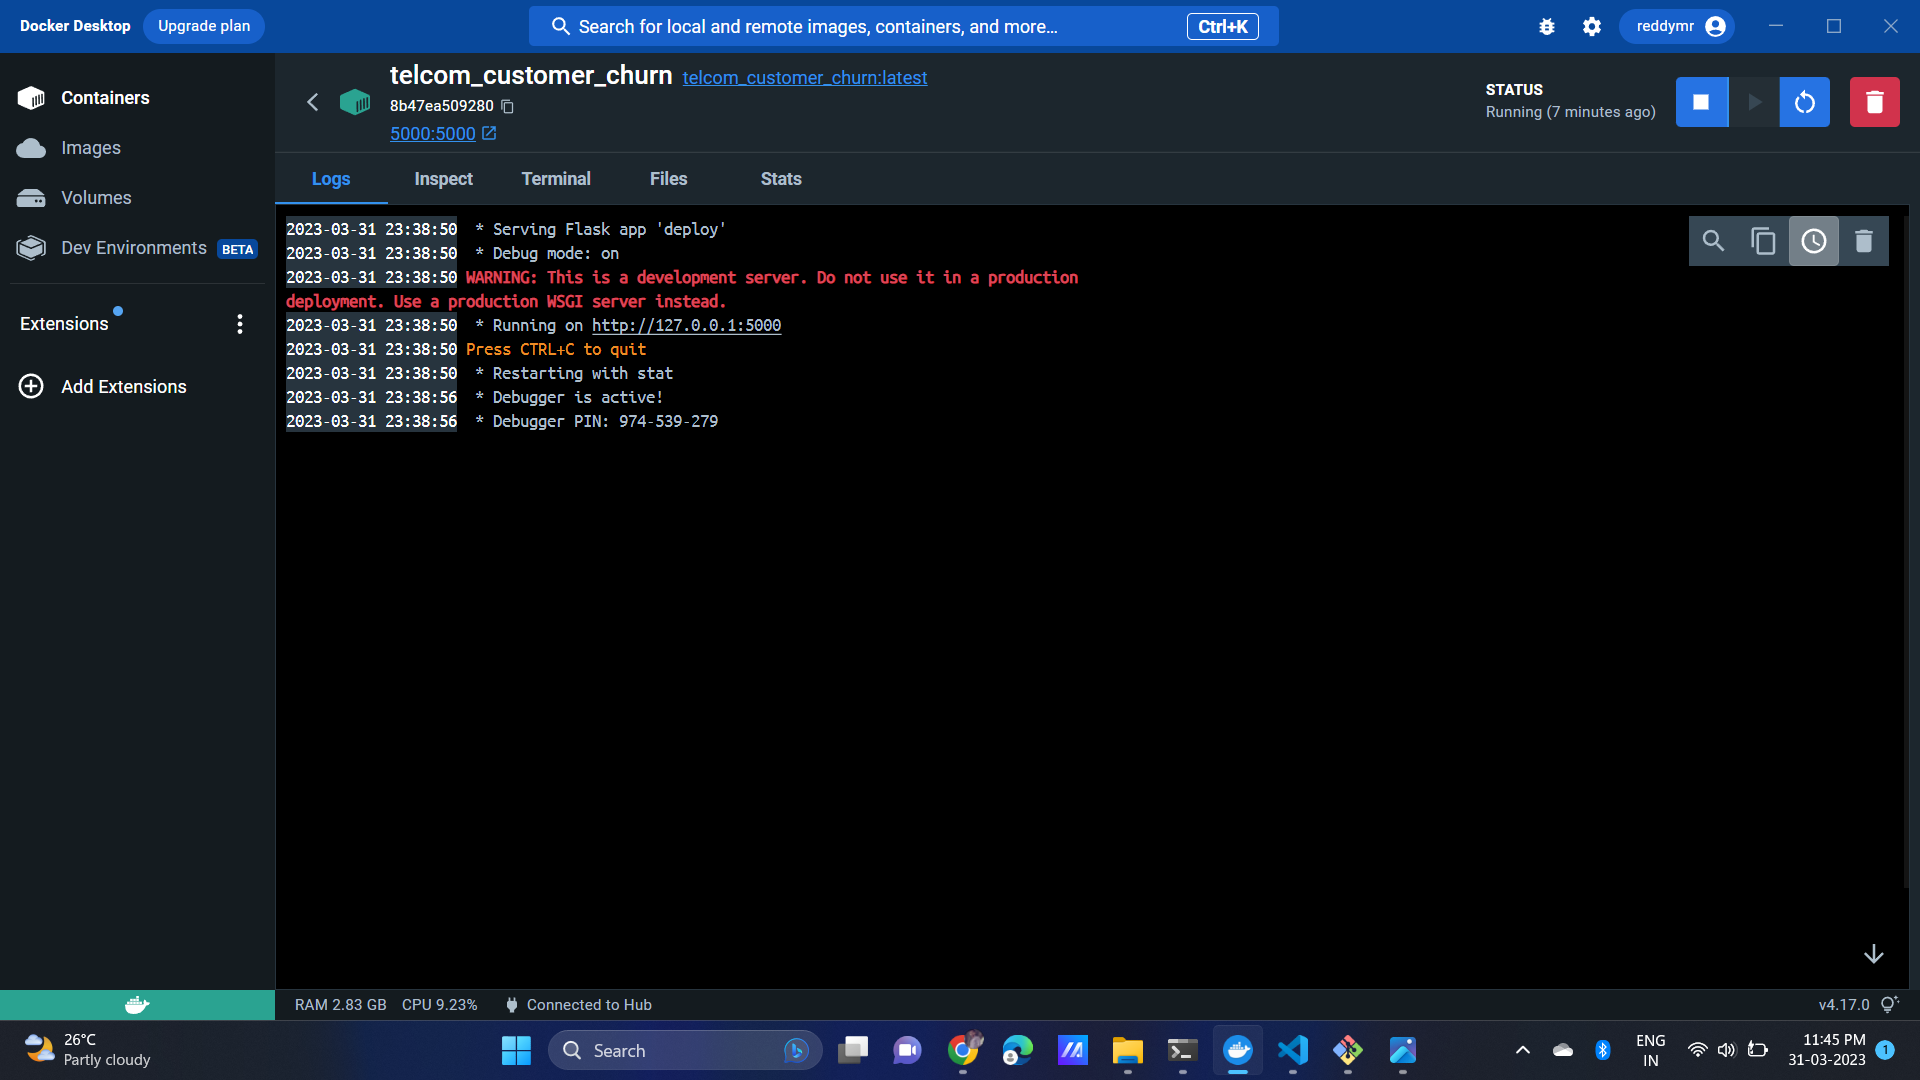 Docker Desktop Upgrade plan Search for local and remote images, containers, and more... Ctrl+K reddymr
Containers
Images
Volumes
Dev Environments BETA
Extensions
Add Extensions
telcom_customer_churn telcom_customer_churn:latest
8b47ea509280
5000:5000
STATUS
Running (7 minutes ago)
Logs Inspect Terminal Files Stats
2023-03-31 23:38:50 * Serving Flask app 'deploy'
2023-03-31 23:38:50 * Debug mode: on
2023-03-31 23:38:50 WARNING: This is a development server. Do not use it in a production
deployment. Use a production WSGI server instead.
2023-03-31 23:38:50 * Running on http://127.0.0.1:5000
2023-03-31 23:38:50 Press CTRL+C to quit
2023-03-31 23:38:50 * Restarting with stat
2023-03-31 23:38:56 * Debugger is active!
2023-03-31 23:38:56 * Debugger PIN: 974-539-279
RAM 2.83 GB CPU 9.23% Connected to Hub v4.17.0
26°C
Partly cloudy
Search
ENG
IN
11:45 PM
31-03-2023
1